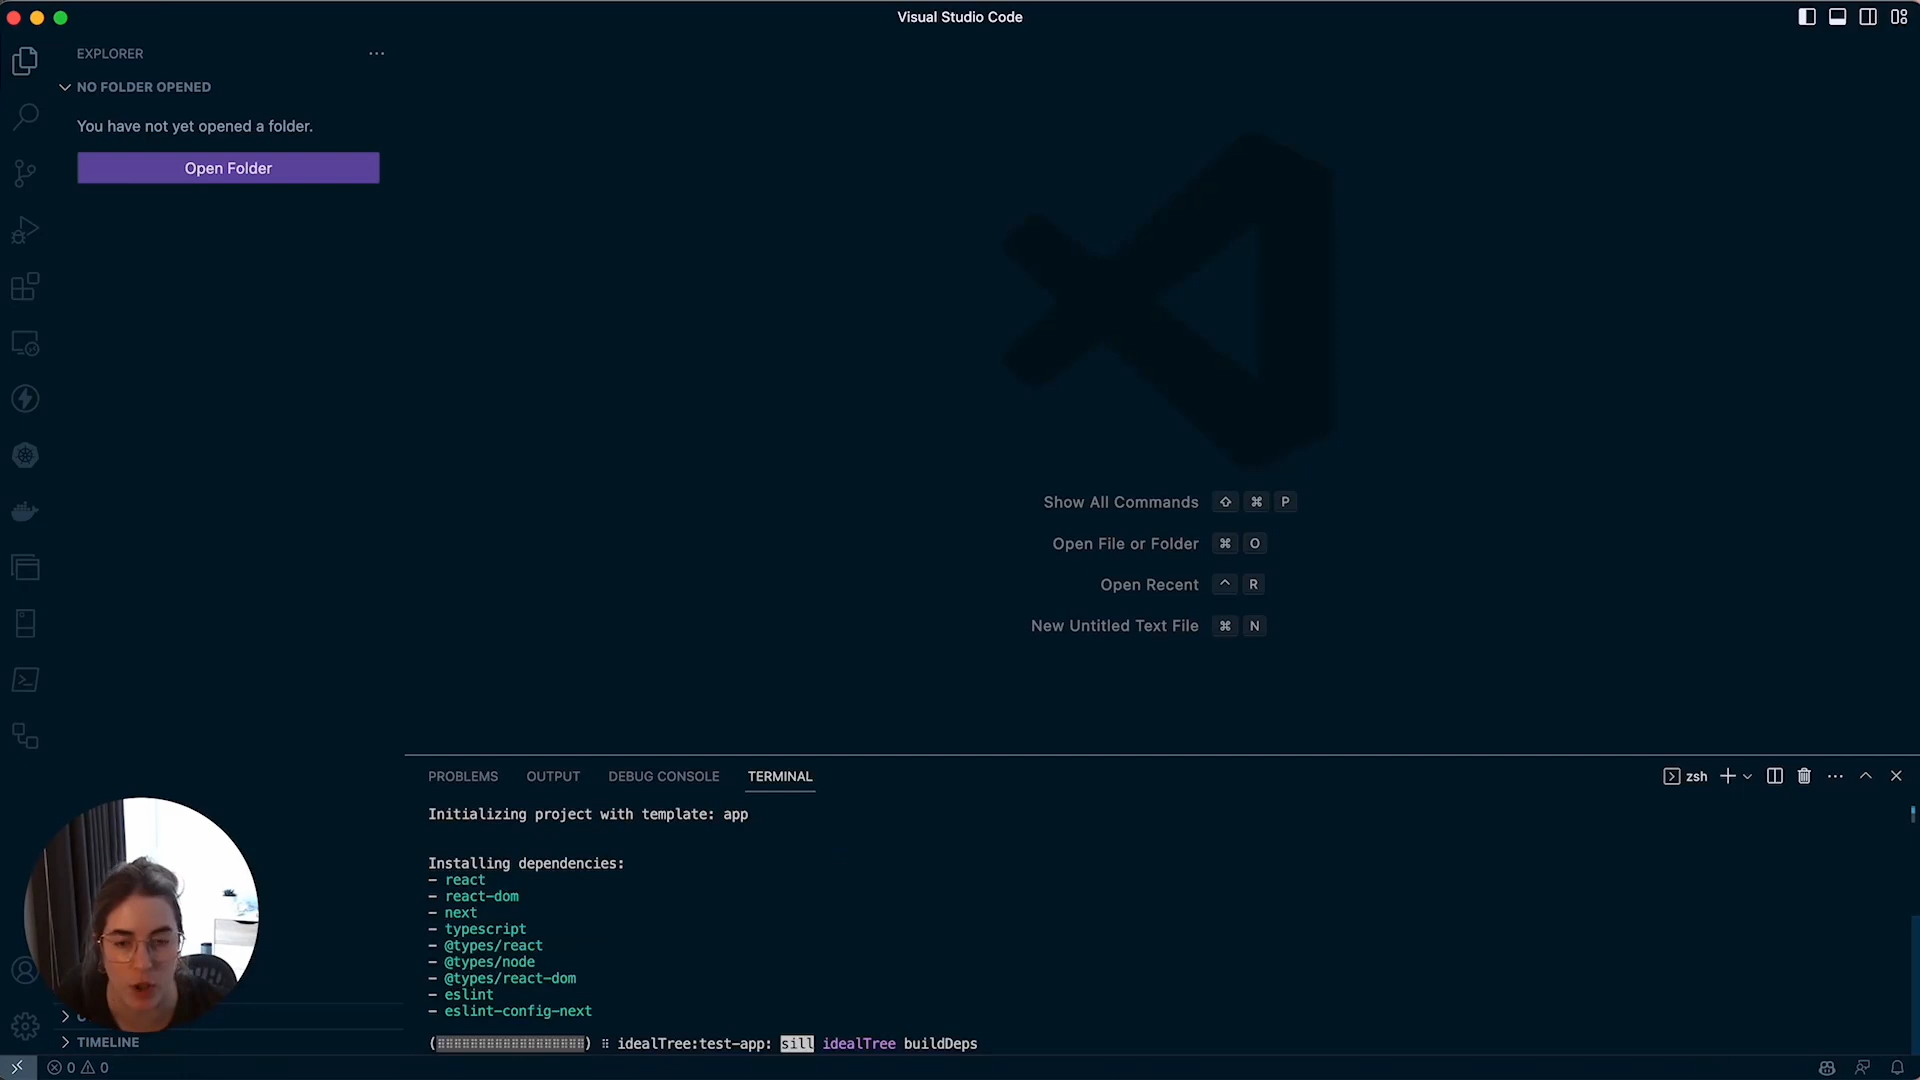 Visual Studio Code
EXPLORER
NO FOLDER OPENED
You have not yet opened a folder.
Open Folder
Show All Commands ⇧ ⌘ P
Open File or Folder ⌘ O
Open Recent ^ R
New Untitled Text File ⌘ N
PROBLEMS OUTPUT DEBUG CONSOLE TERMINAL
zsh
Initializing project with template: app
Installing dependencies:
- react
- react-dom
- next
- typescript
- @types/react
- @types/node
- @types/react-dom
- eslint
- eslint-config-next
(⠿⠿⠿⠿⠿⠿⠿⠿⠿⠿⠿⠿⠿⠿⠿⠿⠿⠿) ⠿ idealTree:test-app: sill idealTree buildDeps
TIMELINE
0 0